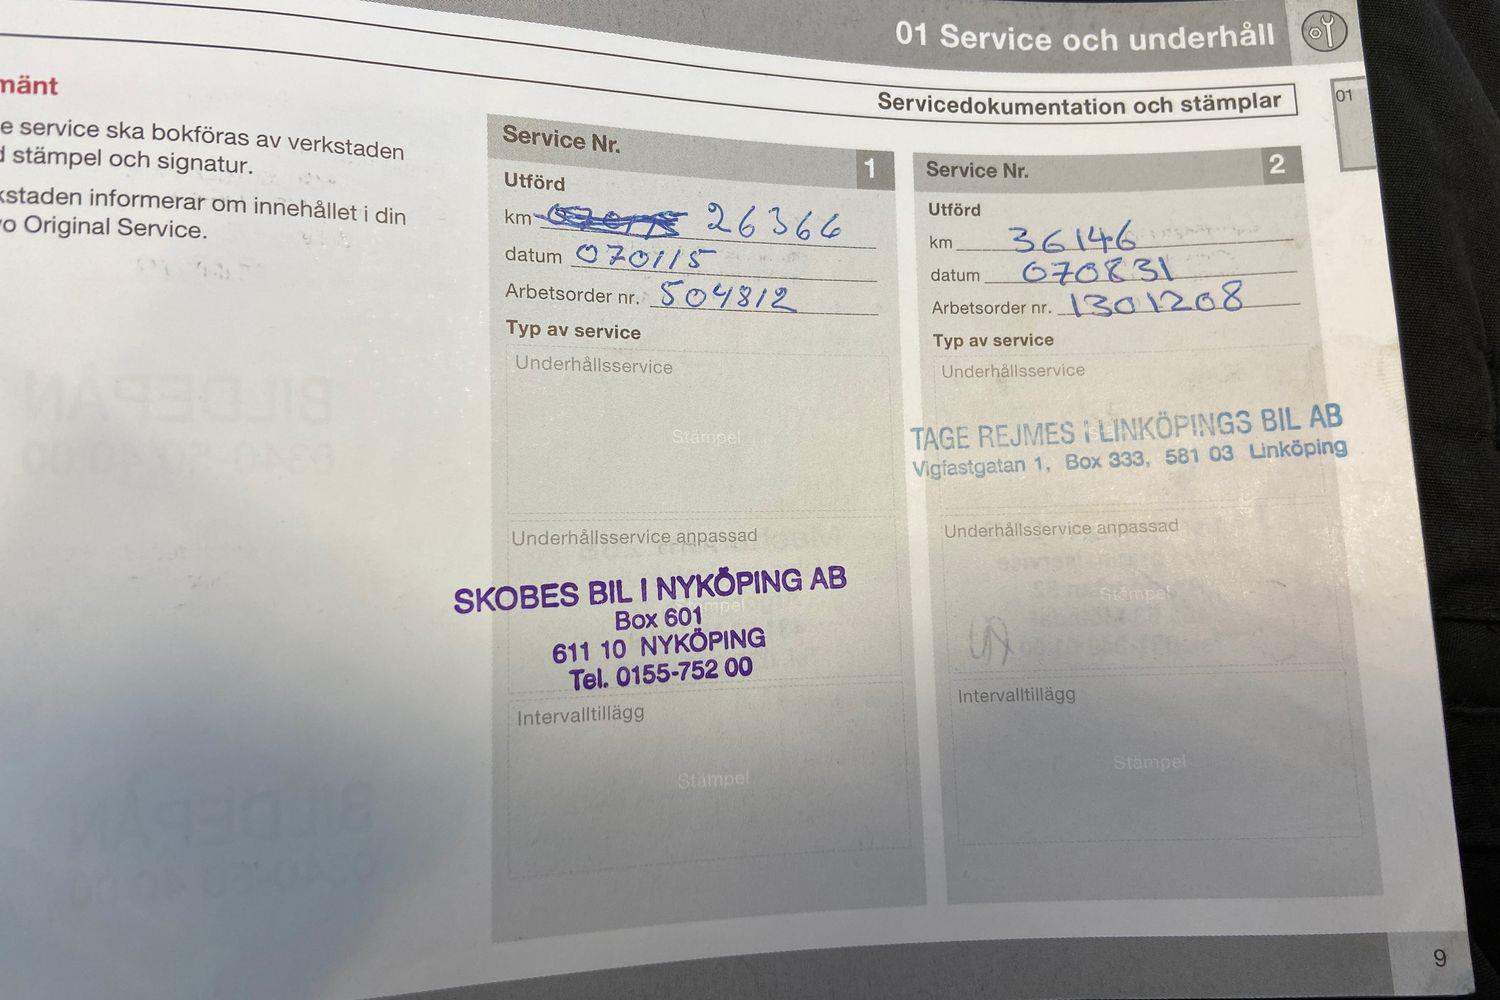 01 Service och underhåll
Servicedokumentation och stämplar
01
mänt
e service ska bokföras av verkstaden
d stämpel och signatur.
kstaden informerar om innehållet i din
vo Original Service.
Service Nr. 1
Utförd
km 26366
datum 070115
Arbetsorder nr. 504812
Typ av service
Underhållsservice
Stämpel
Underhållsservice anpassad
SKOBES BIL I NYKÖPING AB
Box 601
611 10 NYKÖPING
Tel. 0155-752 00
Intervalltillägg
Stämpel
Service Nr. 2
Utförd
km 36146
datum 070831
Arbetsorder nr. 1301208
Typ av service
Underhållsservice
TAGE REJMES I LINKÖPINGS BIL AB
Vigfastgatan 1, Box 333, 581 03 Linköping
Underhållsservice anpassad
Stämpel
Intervalltillägg
Stämpel
9